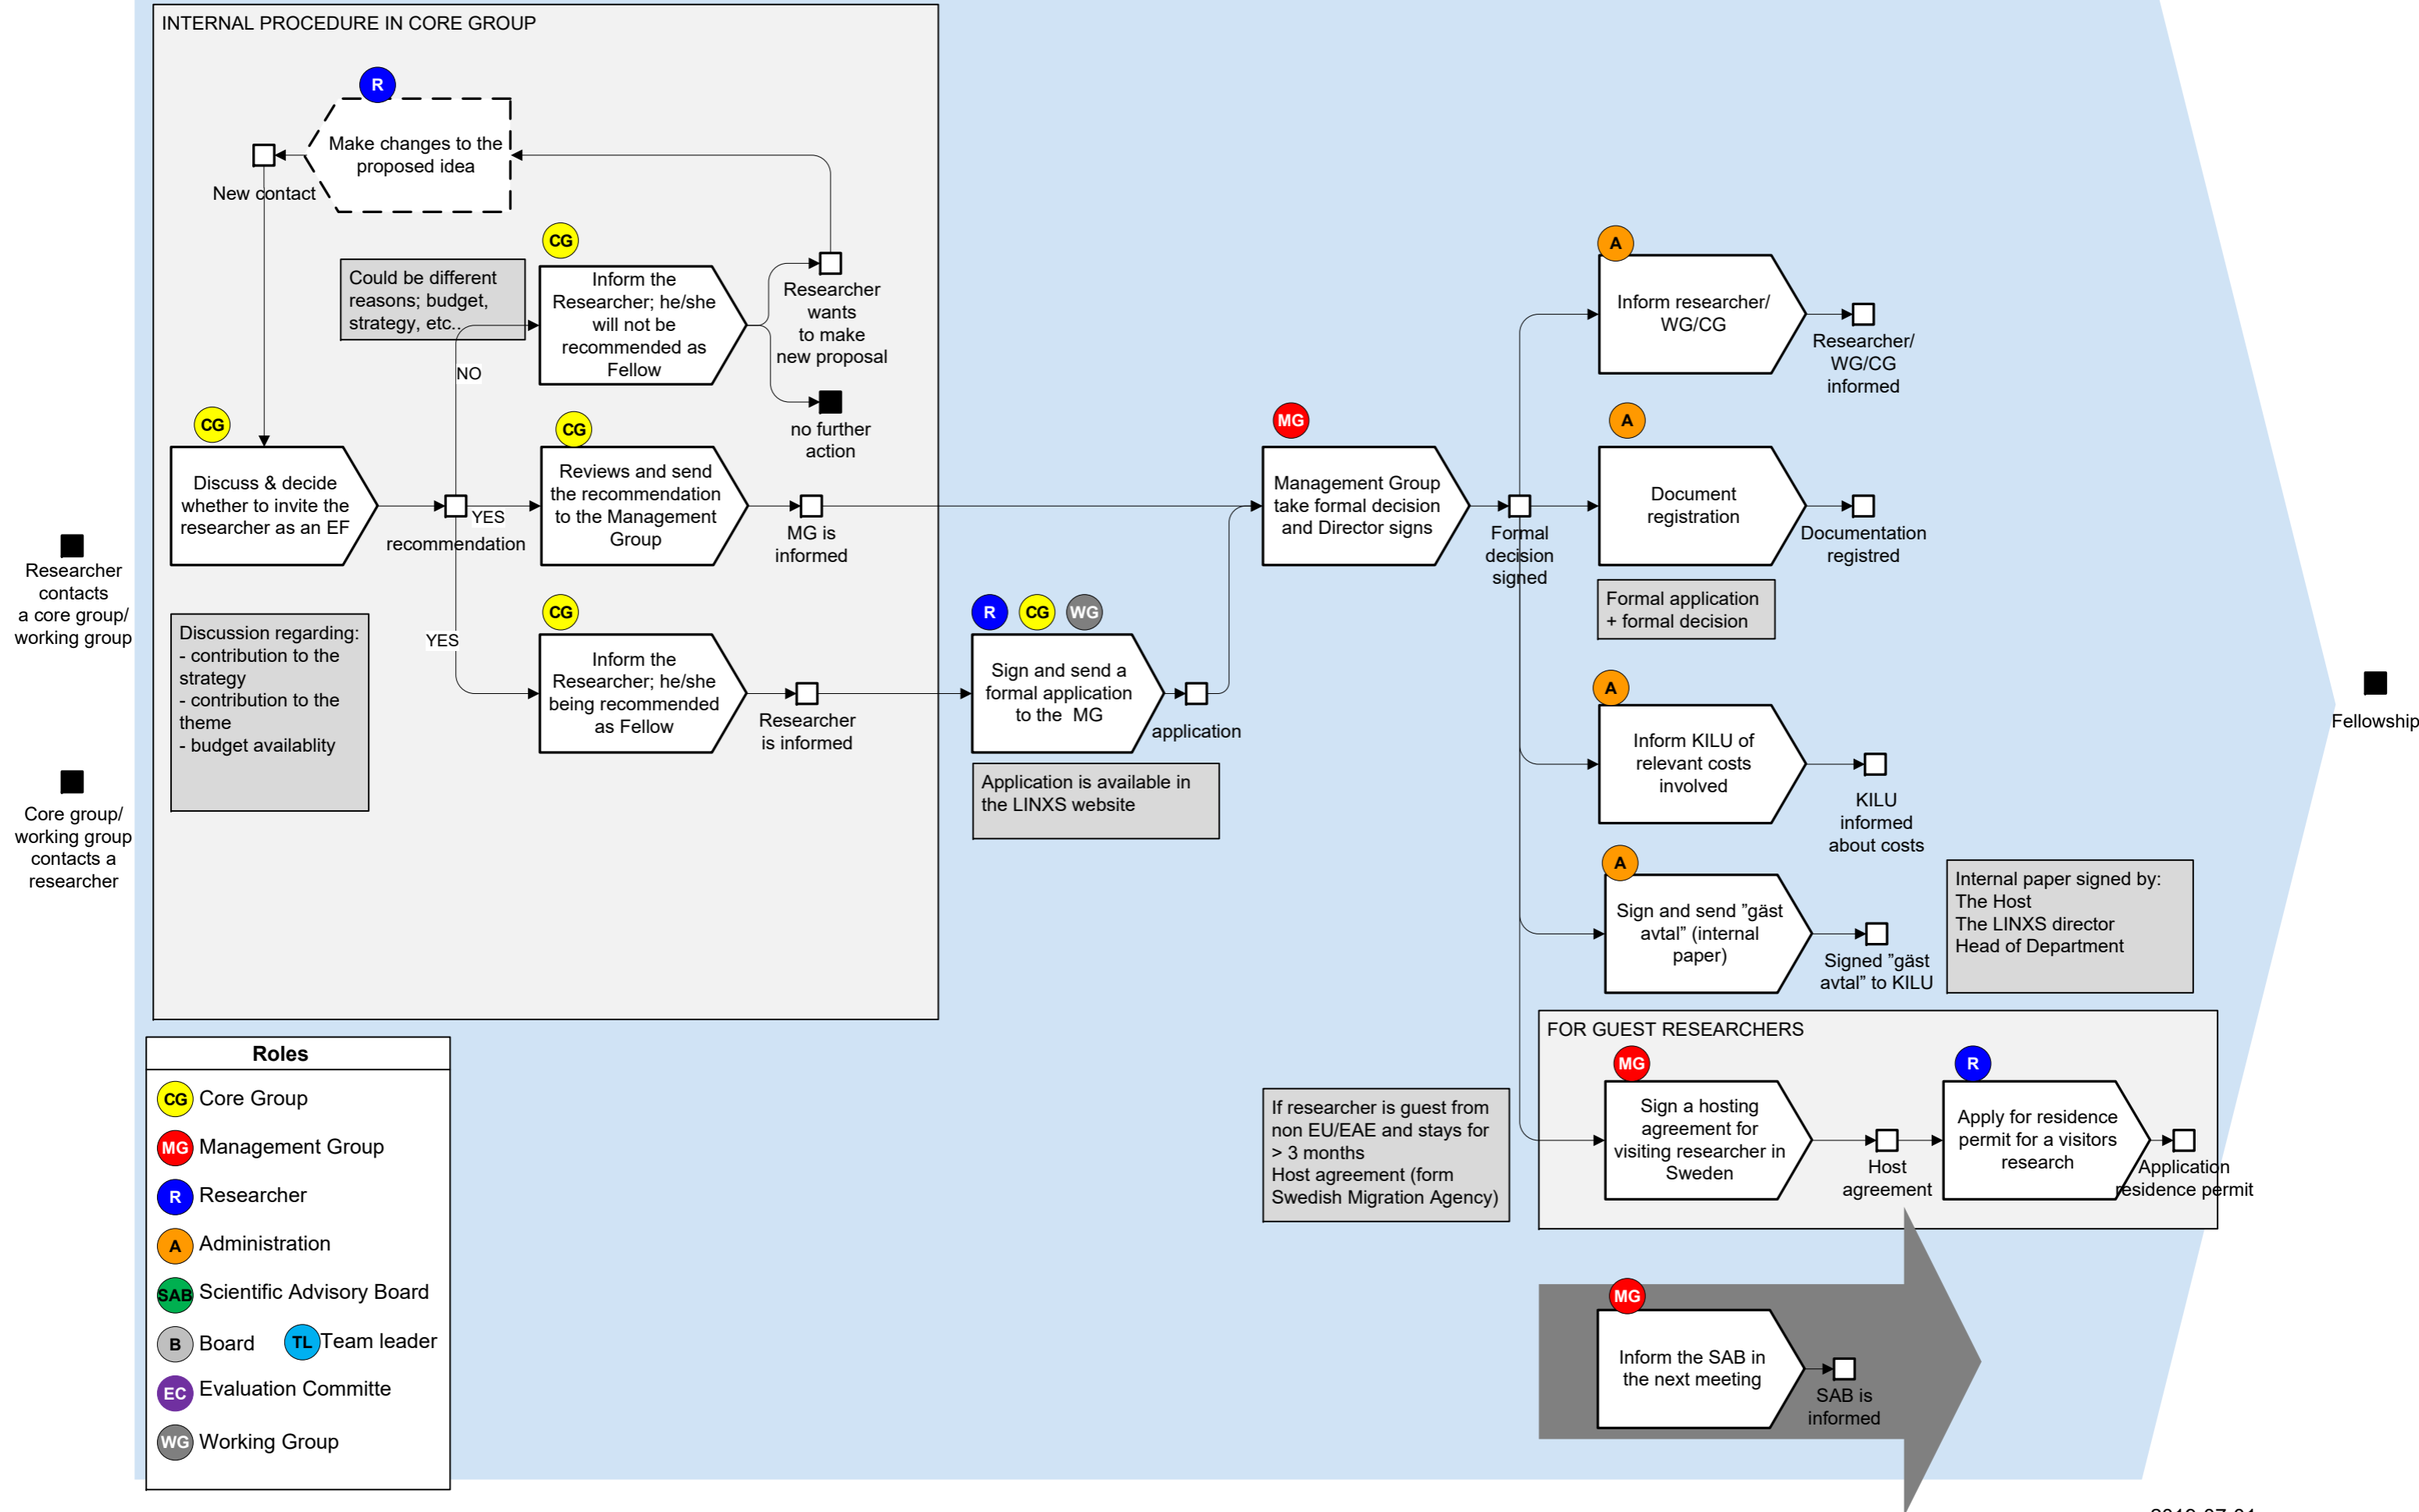 INTERNAL PROCEDURE IN CORE GROUP
R
Make changes to the
proposed idea
New contact
CG
Could be different
reasons; budget,
strategy, etc..
Inform the
Researcher; he/she
will not be
recommended as
Fellow
Researcher
wants
to make
new proposal
NO
no further
action
CG
Discuss & decide
whether to invite the
researcher as an EF
YES
recommendation
CG
Reviews and send
the recommendation
to the Management
Group
MG is
informed
Researcher
contacts
a core group/
working group
Discussion regarding:
- contribution to the
strategy
- contribution to the
theme
- budget availablity
YES
CG
Inform the
Researcher; he/she
being recommended
as Fellow
Researcher
is informed
Core group/
working group
contacts a
researcher
R
CG
WG
Sign and send a
formal application
to the MG
application
Application is available in
the LINXS website
MG
Management Group
take formal decision
and Director signs
Formal
decision
signed
A
Inform researcher/
WG/CG
Researcher/
WG/CG
informed
A
Document
registration
Documentation
registred
Formal application
+ formal decision
A
Inform KILU of
relevant costs
involved
KILU
informed
about costs
A
Sign and send ”gäst
avtal” (internal
paper)
Signed ”gäst
avtal” to KILU
Internal paper signed by:
The Host
The LINXS director
Head of Department
Fellowship
FOR GUEST RESEARCHERS
If researcher is guest from
non EU/EAE and stays for
> 3 months
Host agreement (form
Swedish Migration Agency)
MG
Sign a hosting
agreement for
visiting researcher in
Sweden
Host
agreement
R
Apply for residence
permit for a visitors
research
Application
residence permit
MG
Inform the SAB in
the next meeting
SAB is
informed
Roles
CG Core Group
MG Management Group
R Researcher
A Administration
SAB Scientific Advisory Board
B Board TL Team leader
EC Evaluation Committe
WG Working Group